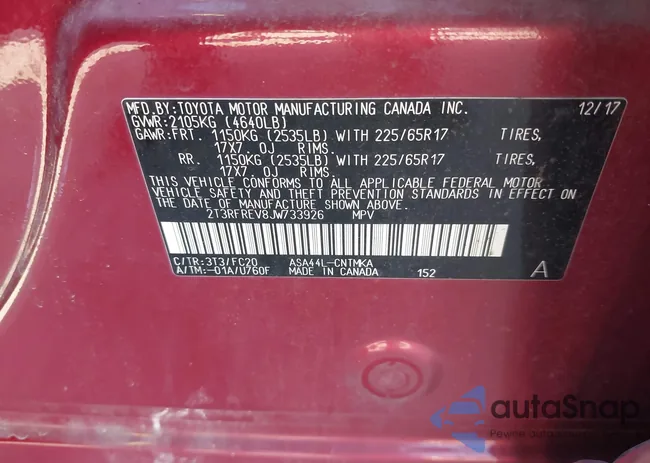 MFD.BY:TOYOTA MOTOR MANUFACTURING CANADA INC. 12/17
GVWR:2105KG (4640LB)
GAWR:FRT. 1150KG (2535LB) WITH 225/65R17 TIRES,
17X7.0J RIMS.
RR. 1150KG (2535LB) WITH 225/65R17 TIRES,
17X7.0J RIMS.
THIS VEHICLE CONFORMS TO ALL APPLICABLE FEDERAL MOTOR
VEHICLE SAFETY AND THEFT PREVENTION STANDARDS IN EFFECT ON
THE DATE OF MANUFACTURE SHOWN ABOVE.
2T3RFREV8JW733926 MPV
C/TR:3T3/FC20 ASA44L-CNTMKA
A/TM:-01A/U760F MADE IN CANADA 152 A
autaSnap